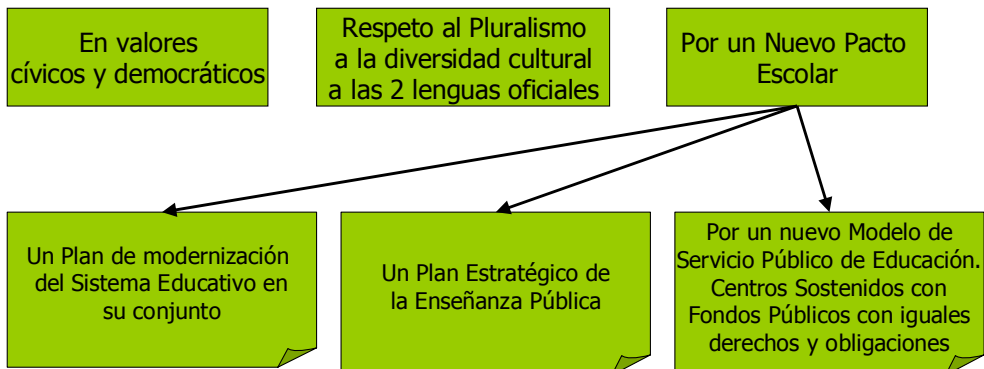 En valores
cívicos y democráticos
Respeto al Pluralismo
a la diversidad cultural
a las 2 lenguas oficiales
Por un Nuevo Pacto
Escolar
Un Plan de modernización
del Sistema Educativo en
su conjunto
Un Plan Estratégico de
la Enseñanza Pública
Por un nuevo Modelo de
Servicio Público de Educación.
Centros Sostenidos con
Fondos Públicos con iguales
derechos y obligaciones